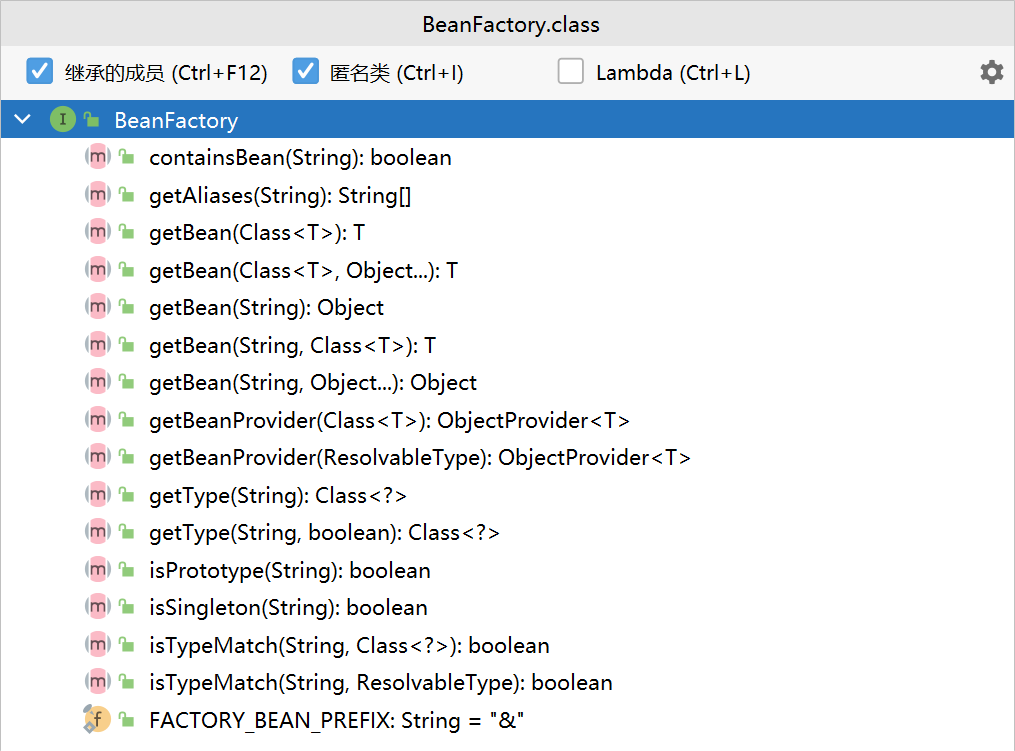 BeanFactory.class
继承的成员 (Ctrl+F12) 匿名类 (Ctrl+I) Lambda (Ctrl+L)
I BeanFactory
m containsBean(String): boolean
m getAliases(String): String[]
m getBean(Class<T>): T
m getBean(Class<T>, Object...): T
m getBean(String): Object
m getBean(String, Class<T>): T
m getBean(String, Object...): Object
m getBeanProvider(Class<T>): ObjectProvider<T>
m getBeanProvider(ResolvableType): ObjectProvider<T>
m getType(String): Class<?>
m getType(String, boolean): Class<?>
m isPrototype(String): boolean
m isSingleton(String): boolean
m isTypeMatch(String, Class<?>): boolean
m isTypeMatch(String, ResolvableType): boolean
f FACTORY_BEAN_PREFIX: String = "&"